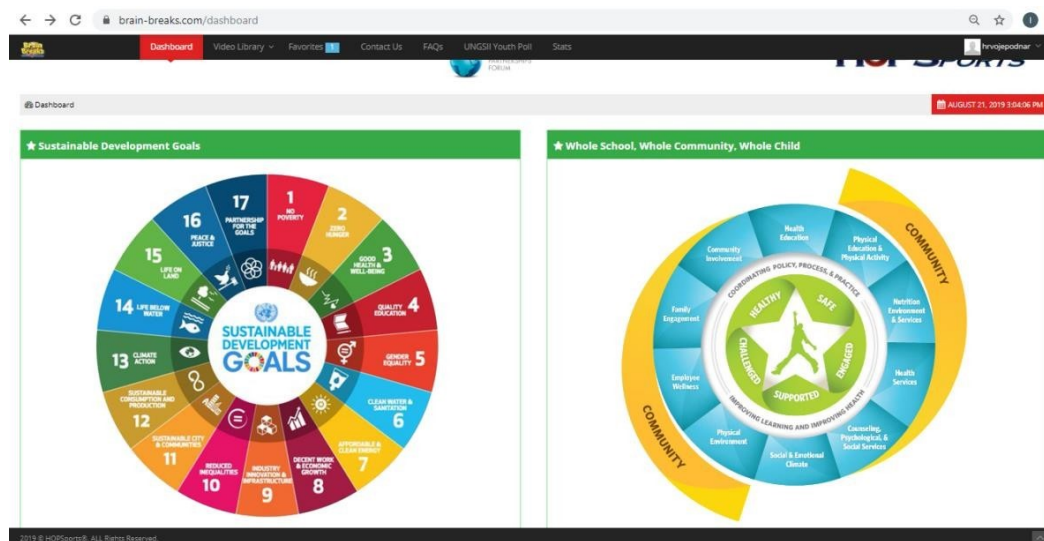 brain-breaks.com/dashboard
Brain Breaks
Dashboard
Video Library
Favorites 1
Contact Us
FAQs
UNGSII Youth Poll
Stats
hrvojepodnar
FORUM
HOPSPORTS
Dashboard
AUGUST 21, 2019 3:04:06 PM
Sustainable Development Goals
1
NO
POVERTY
2
ZERO
HUNGER
GOOD
HEALTH &
WELL-BEING
3
QUALITY
EDUCATION
4
GENDER
EQUALITY
5
CLEAN WATER &
SANITATION
6
AFFORDABLE &
CLEAN ENERGY
7
DECENT WORK
& ECONOMIC
GROWTH
8
INDUSTRY
INNOVATION &
INFRASTRUCTURE
9
REDUCED
INEQUALITIES
10
SUSTAINABLE CITY
& COMMUNITIES
11
SUSTAINABLE
CONSUMPTION AND
PRODUCTION
12
13 CLIMATE
ACTION
14 LIFE BELOW
WATER
15
LIFE ON
LAND
16
PEACE &
JUSTICE
17
PARTNERSHIP
FOR THE
GOALS
SUSTAINABLE
DEVELOPMENT
GOALS
Whole School, Whole Community, Whole Child
COMMUNITY
COMMUNITY
Health
Education
Physical
Education &
Physical Activity
Nutrition
Environment
& Services
Health
Services
Counseling,
Psychological, &
Social Services
Social & Emotional
Climate
Physical
Environment
Employee
Wellness
Family
Engagement
Community
Involvement
COORDINATING POLICY, PROCESS, & PRACTICE
IMPROVING LEARNING AND IMPROVING HEALTH
HEALTHY
SAFE
ENGAGED
SUPPORTED
CHALLENGED
2019 © HOPSports®. ALL Rights Reserved.